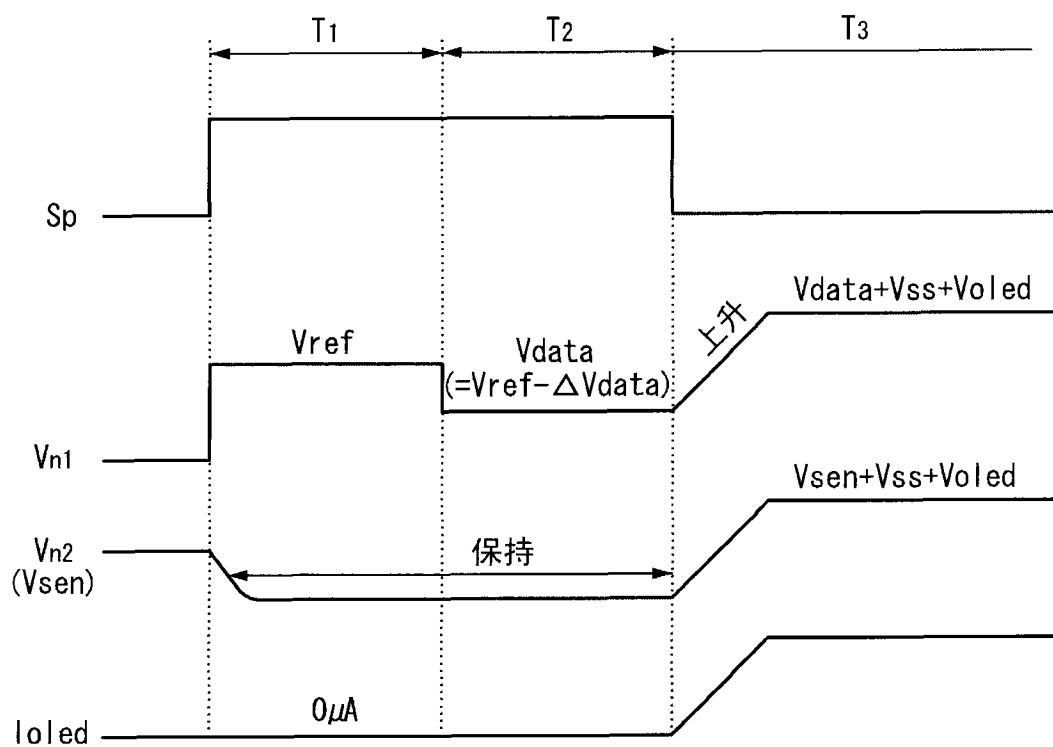 T1
T2
T3
Sp
Vdata+Vss+Voled
上升
Vref
Vdata
(=Vref-△Vdata)
Vn1
Vsen+Vss+Voled
Vn2
(Vsen)
保持
0μA
Ioled